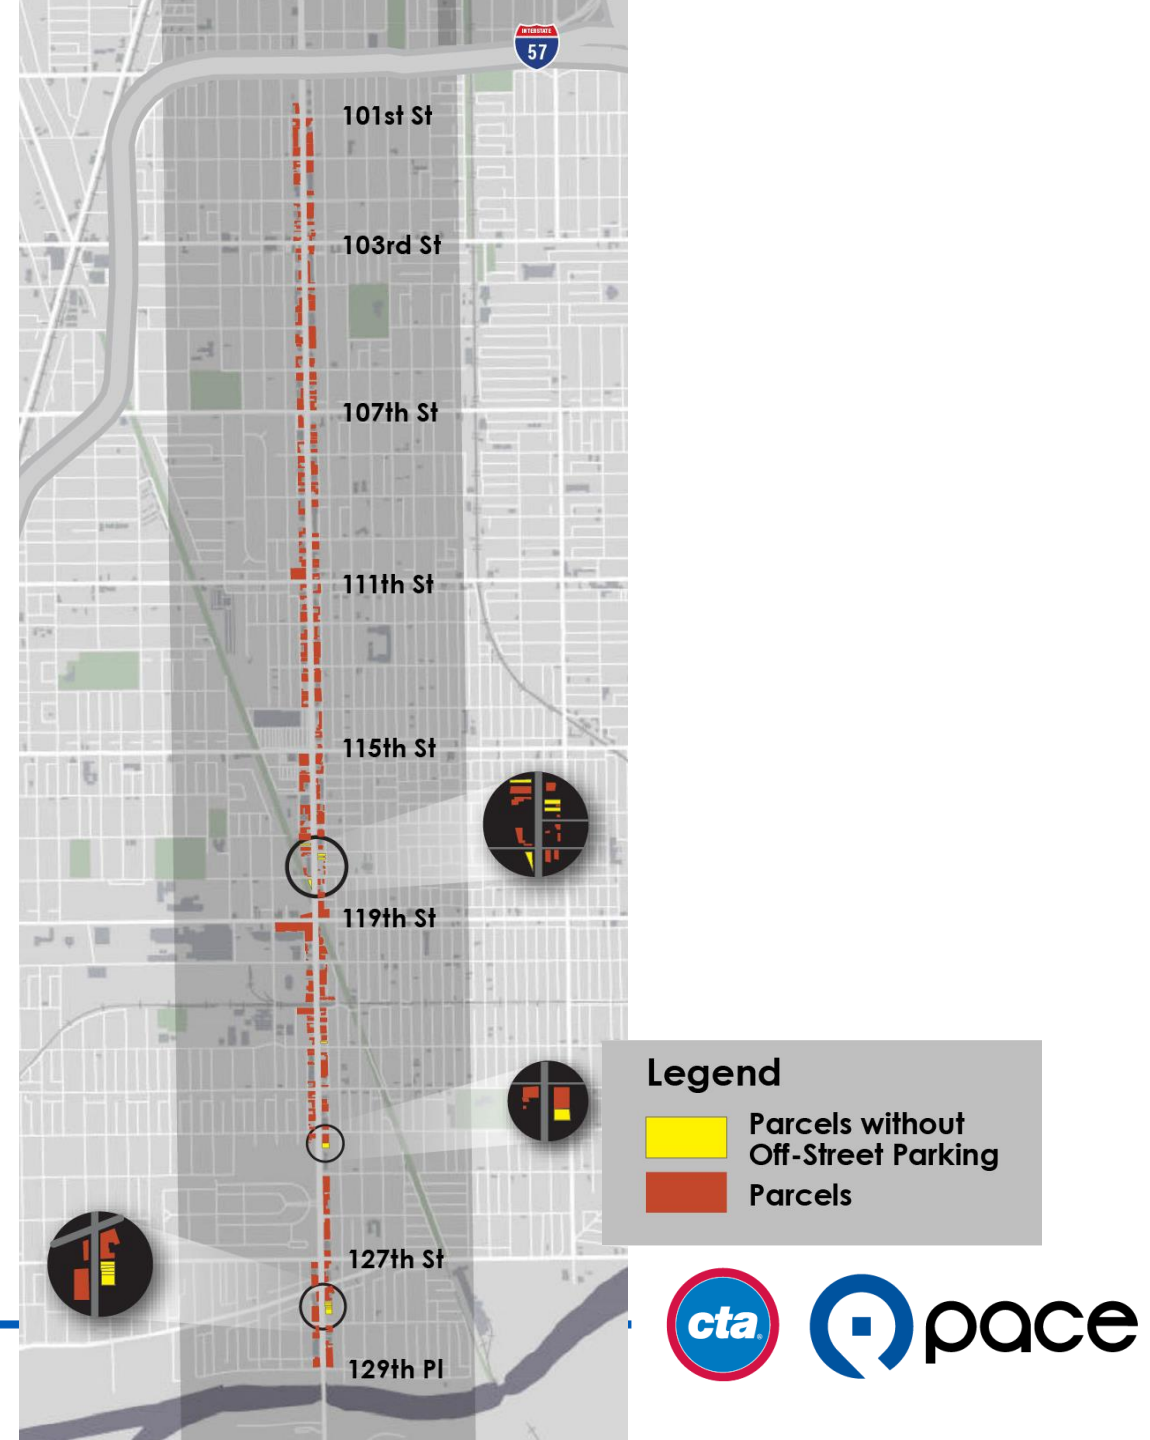 INTERSTATE
57
101st St
103rd St
107th St
111th St
115th St
119th St
127th St
129th Pl
Legend
Parcels without
Off-Street Parking
Parcels
cta
pace